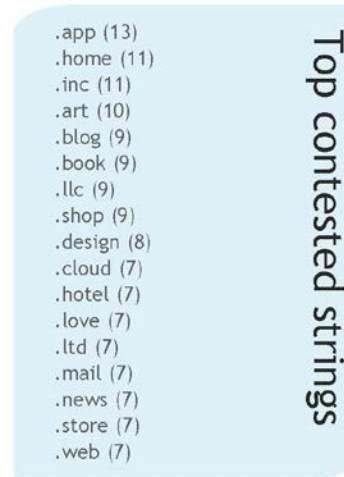 .app (13)
.home (11)
.inc (11)
.art (10)
.blog (9)
.book (9)
.llc (9)
.shop (9)
.design (8)
.cloud (7)
.hotel (7)
.love (7)
.ltd (7)
.mail (7)
.news (7)
.store (7)
.web (7)
Top contested strings